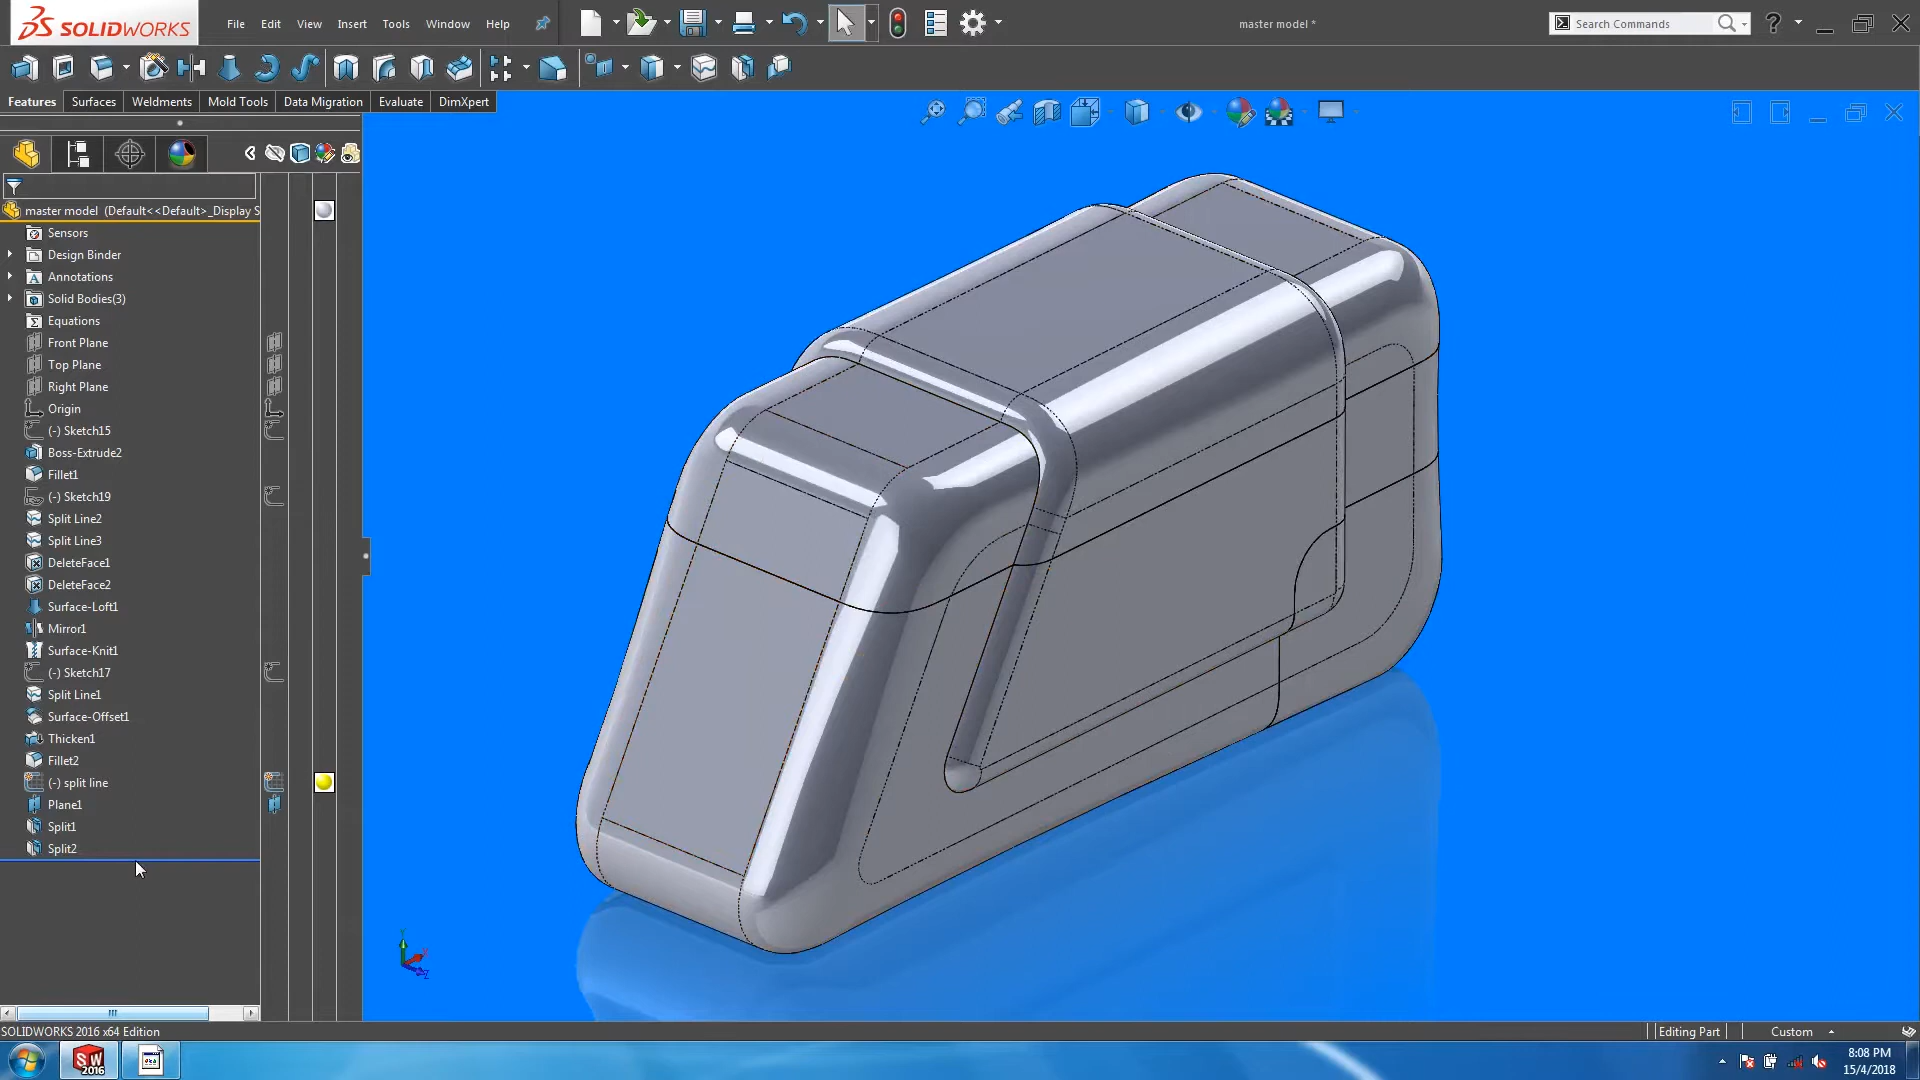 SOLIDWORKS File Edit View Insert Tools Window Help master model * Search Commands ?
Features Surfaces Weldments Mold Tools Data Migration Evaluate DimXpert
master model (Default<<Default>_Display S
Sensors
Design Binder
Annotations
Solid Bodies(3)
Equations
Front Plane
Top Plane
Right Plane
Origin
(-) Sketch15
Boss-Extrude2
Fillet1
(-) Sketch19
Split Line2
Split Line3
DeleteFace1
DeleteFace2
Surface-Loft1
Mirror1
Surface-Knit1
(-) Sketch17
Split Line1
Surface-Offset1
Thicken1
Fillet2
(-) split line
Plane1
Split1
Split2
SOLIDWORKS 2016 x64 Edition Editing Part Custom
SW 2016
8:08 PM
15/4/2018